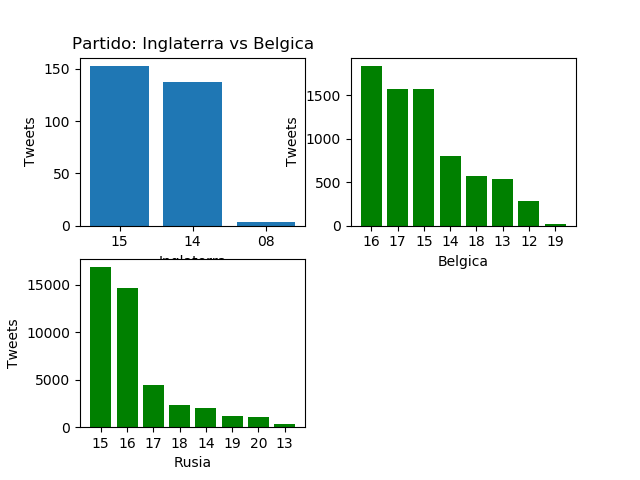 Partido: Inglaterra vs Belgica
Tweets
150
100
50
0
15 14 08
Inglaterra
Tweets
1500
1000
500
0
16 17 15 14 18 13 12 19
Belgica
Tweets
15000
10000
5000
0
15 16 17 18 14 19 20 13
Rusia